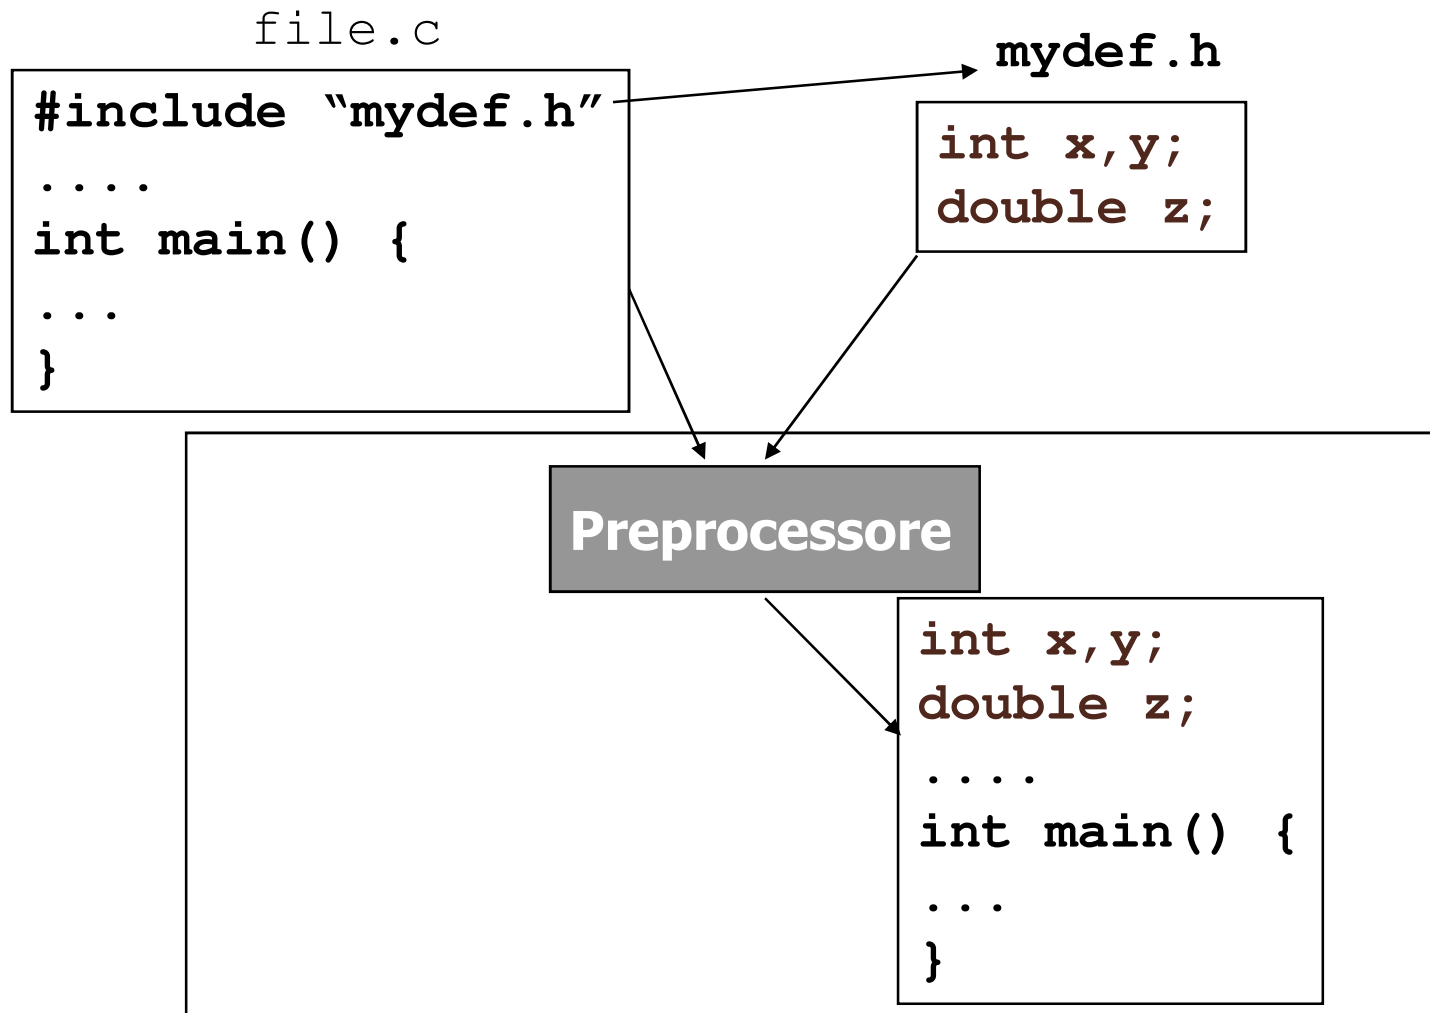 file.c
#include “mydef.h”
....
int main() {
...
}
mydef.h
int x,y;
double z;
Preprocessore
int x,y;
double z;
....
int main() {
...
}